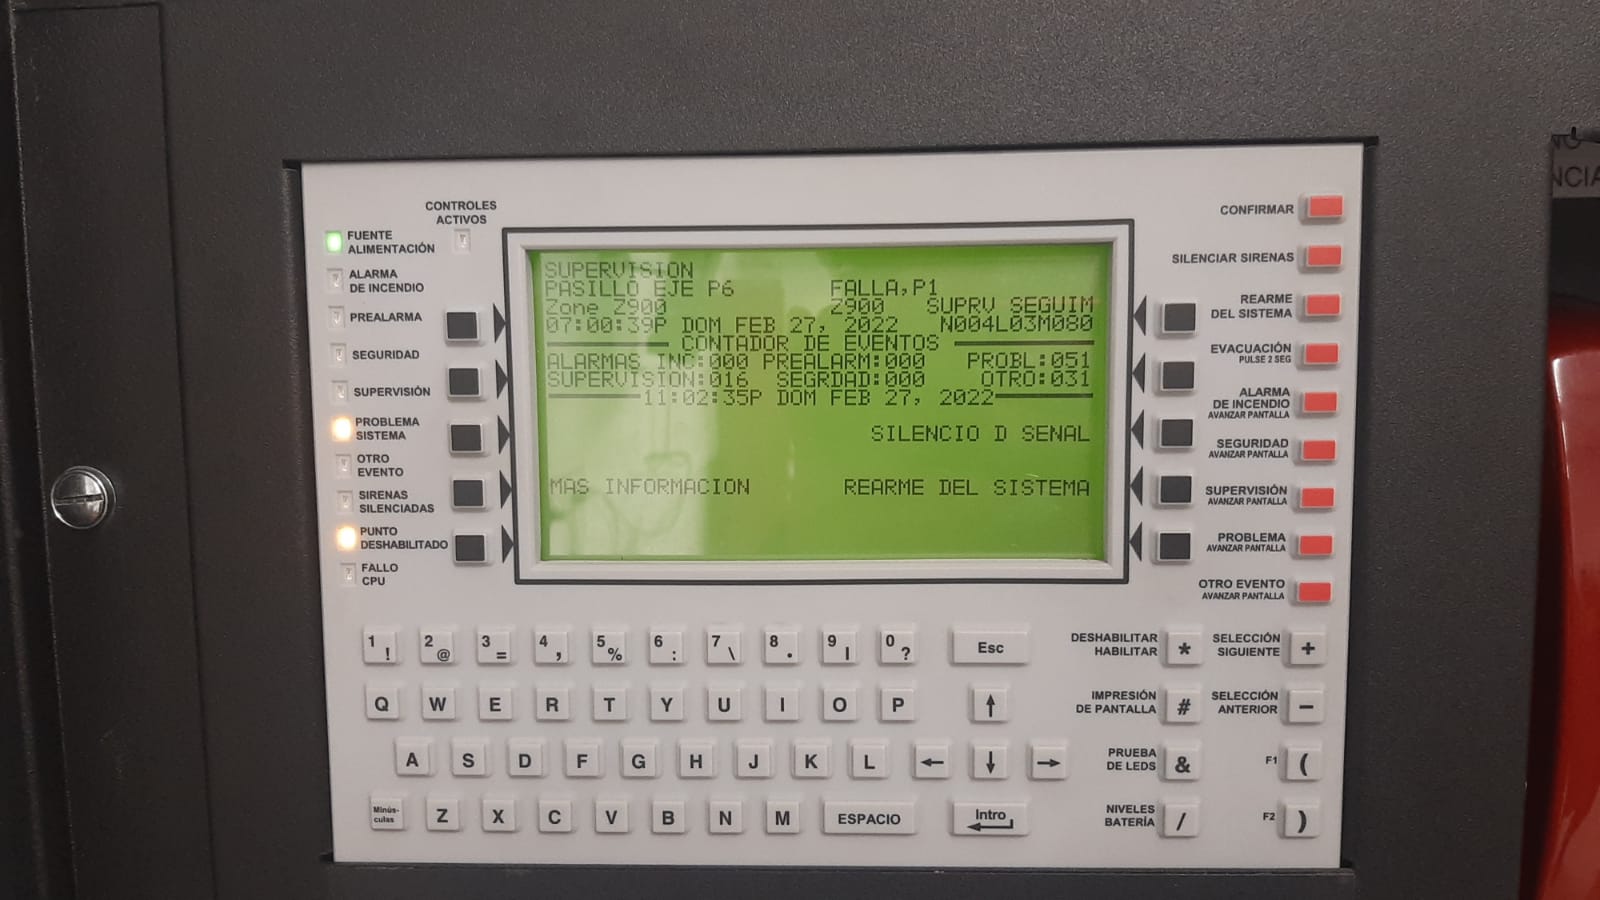 CONTROLES
ACTIVOS
FUENTE
ALIMENTACIÓN
ALARMA
DE INCENDIO
PREALARMA
SEGURIDAD
SUPERVISIÓN
PROBLEMA
SISTEMA
OTRO
EVENTO
SIRENAS
SILENCIADAS
PUNTO
DESHABILITADO
FALLO
CPU
SUPERVISION
PASILLO EJE P6 FALLA,P1
Zone Z900 Z900 SUPRV SEGUIM
07:00:39P DOM FEB 27, 2022 N004L03M080
CONTADOR DE EVENTOS
ALARMAS INC:000 PREALARM:000 PROBL:051
SUPERVISION:016 SEGRDAD:000 OTRO:031
11:02:35P DOM FEB 27, 2022
SILENCIO D SENAL
MAS INFORMACION REARME DEL SISTEMA
CONFIRMAR
SILENCIAR SIRENAS
REARME
DEL SISTEMA
EVACUACIÓN
PULSE 2 SEG
ALARMA
DE INCENDIO
AVANZAR PANTALLA
SEGURIDAD
AVANZAR PANTALLA
SUPERVISIÓN
AVANZAR PANTALLA
PROBLEMA
AVANZAR PANTALLA
OTRO EVENTO
AVANZAR PANTALLA
1 ! 2 @ 3 = 4 , 5 % 6 : 7 \ 8 . 9 | 0 ? Esc
DESHABILITAR
HABILITAR *
SELECCIÓN
SIGUIENTE +
Q W E R T Y U I O P ↑
IMPRESIÓN
DE PANTALLA #
SELECCIÓN
ANTERIOR −
A S D F G H J K L ← ↓ →
PRUEBA
DE LEDS &
F1 (
Minús-
culas
Z X C V B N M ESPACIO Intro
NIVELES
BATERÍA /
F2 )
NCIA